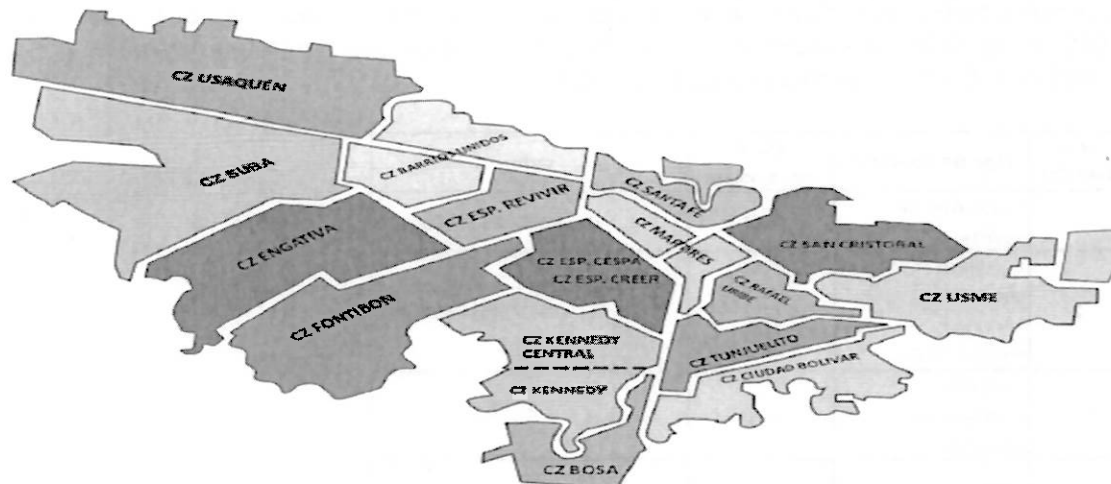 CZ USAQUÉN
CZ SUBA
CZ BARRIOS UNIDOS
CZ SANTA FE
CZ ESP. REVIVIR
CZ MARTIRES
CZ ENGATIVA
CZ SAN CRISTOBAL
CZ ESP. CESPA
CZ ESP. CREER
CZ RAFAEL
URIBE
CZ FONTIBON
CZ USME
CZ KENNEDY
CENTRAL
CZ TUNJUELITO
CZ CIUDAD BOLIVAR
CZ KENNEDY
CZ BOSA